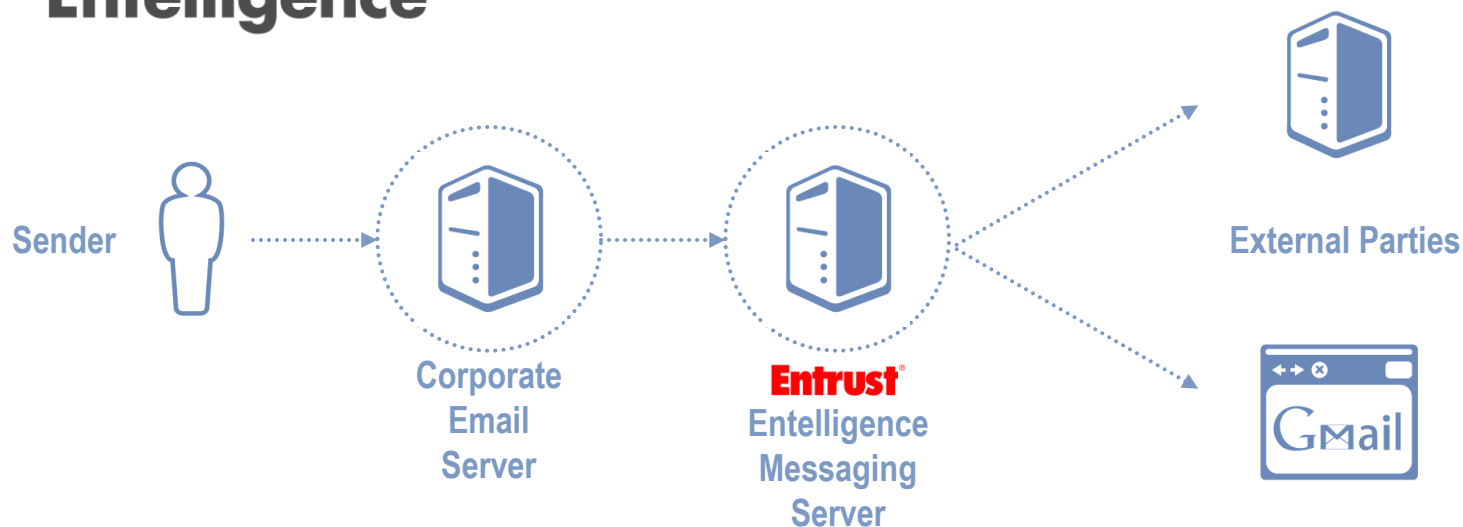 Entelligence
Sender
External Parties
Corporate
Email
Server
Entrust®
Entelligence
Messaging
Server
Gmail